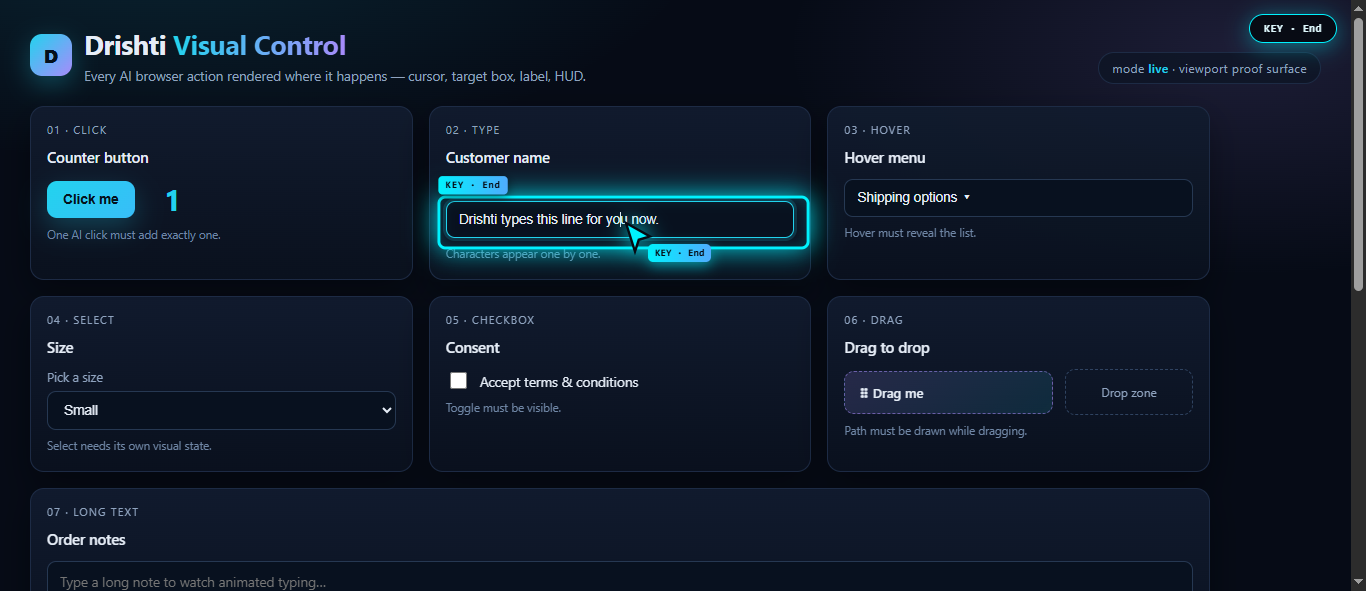 D
Drishti Visual Control
Every AI browser action rendered where it happens — cursor, target box, label, HUD.
KEY · End
mode live · viewport proof surface
01 · CLICK
Counter button
Click me
1
One AI click must add exactly one.
02 · TYPE
Customer name
KEY · End
Drishti types this line for you now.
KEY · End
Characters appear one by one.
03 · HOVER
Hover menu
Shipping options ▾
Hover must reveal the list.
04 · SELECT
Size
Pick a size
Small
Select needs its own visual state.
05 · CHECKBOX
Consent
Accept terms & conditions
Toggle must be visible.
06 · DRAG
Drag to drop
⠿ Drag me
Drop zone
Path must be drawn while dragging.
07 · LONG TEXT
Order notes
Type a long note to watch animated typing...